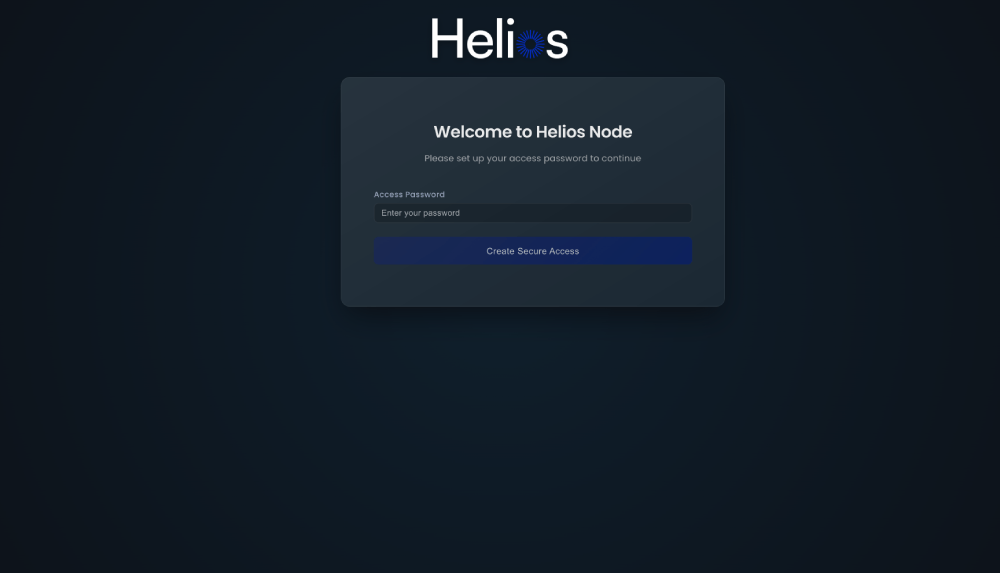 Helios
Welcome to Helios Node
Please set up your access password to continue
Access Password
Enter your password
Create Secure Access